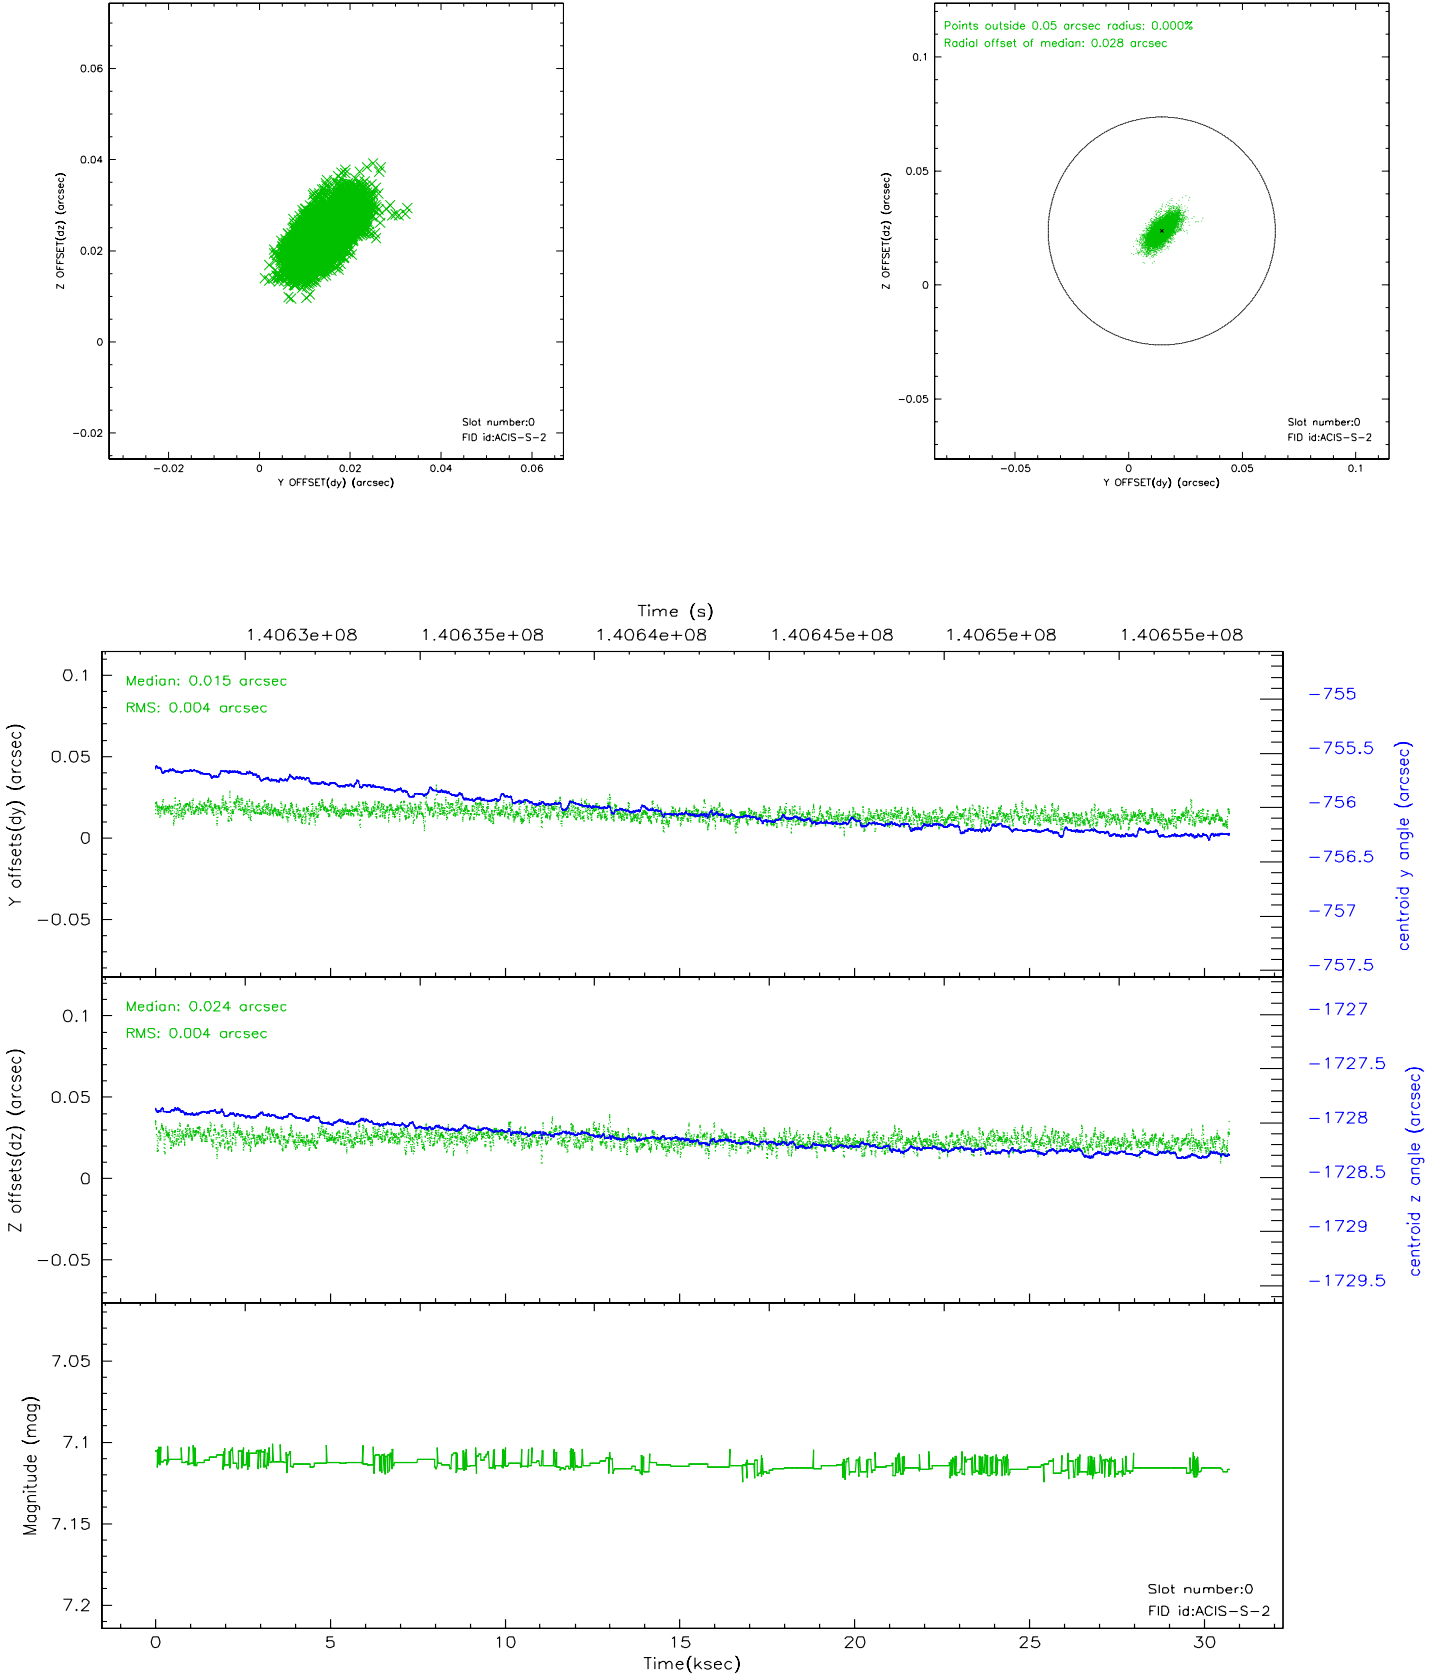 0.06
0.04
0.02
0
−0.02
Z OFFSET(dz) (arcsec)
−0.02 0 0.02 0.04 0.06
Y OFFSET(dy) (arcsec)
Slot number:0
FID id:ACIS−S−2
Points outside 0.05 arcsec radius: 0.000%
Radial offset of median: 0.028 arcsec
0.1
0.05
0
−0.05
Z OFFSET(dz) (arcsec)
−0.05 0 0.05 0.1
Y OFFSET(dy) (arcsec)
Slot number:0
FID id:ACIS−S−2
Time (s)
1.4063e+08 1.40635e+08 1.4064e+08 1.40645e+08 1.4065e+08 1.40655e+08
Median: 0.015 arcsec
RMS: 0.004 arcsec
0.1
0.05
0
−0.05
Y offsets(dy) (arcsec)
−755
−755.5
−756
−756.5
−757
−757.5
centroid y angle (arcsec)
Median: 0.024 arcsec
RMS: 0.004 arcsec
0.1
0.05
0
−0.05
Z offsets(dz) (arcsec)
−1727
−1727.5
−1728
−1728.5
−1729
−1729.5
centroid z angle (arcsec)
7.05
7.1
7.15
7.2
Magnitude (mag)
Slot number:0
FID id:ACIS−S−2
0 5 10 15 20 25 30
Time(ksec)